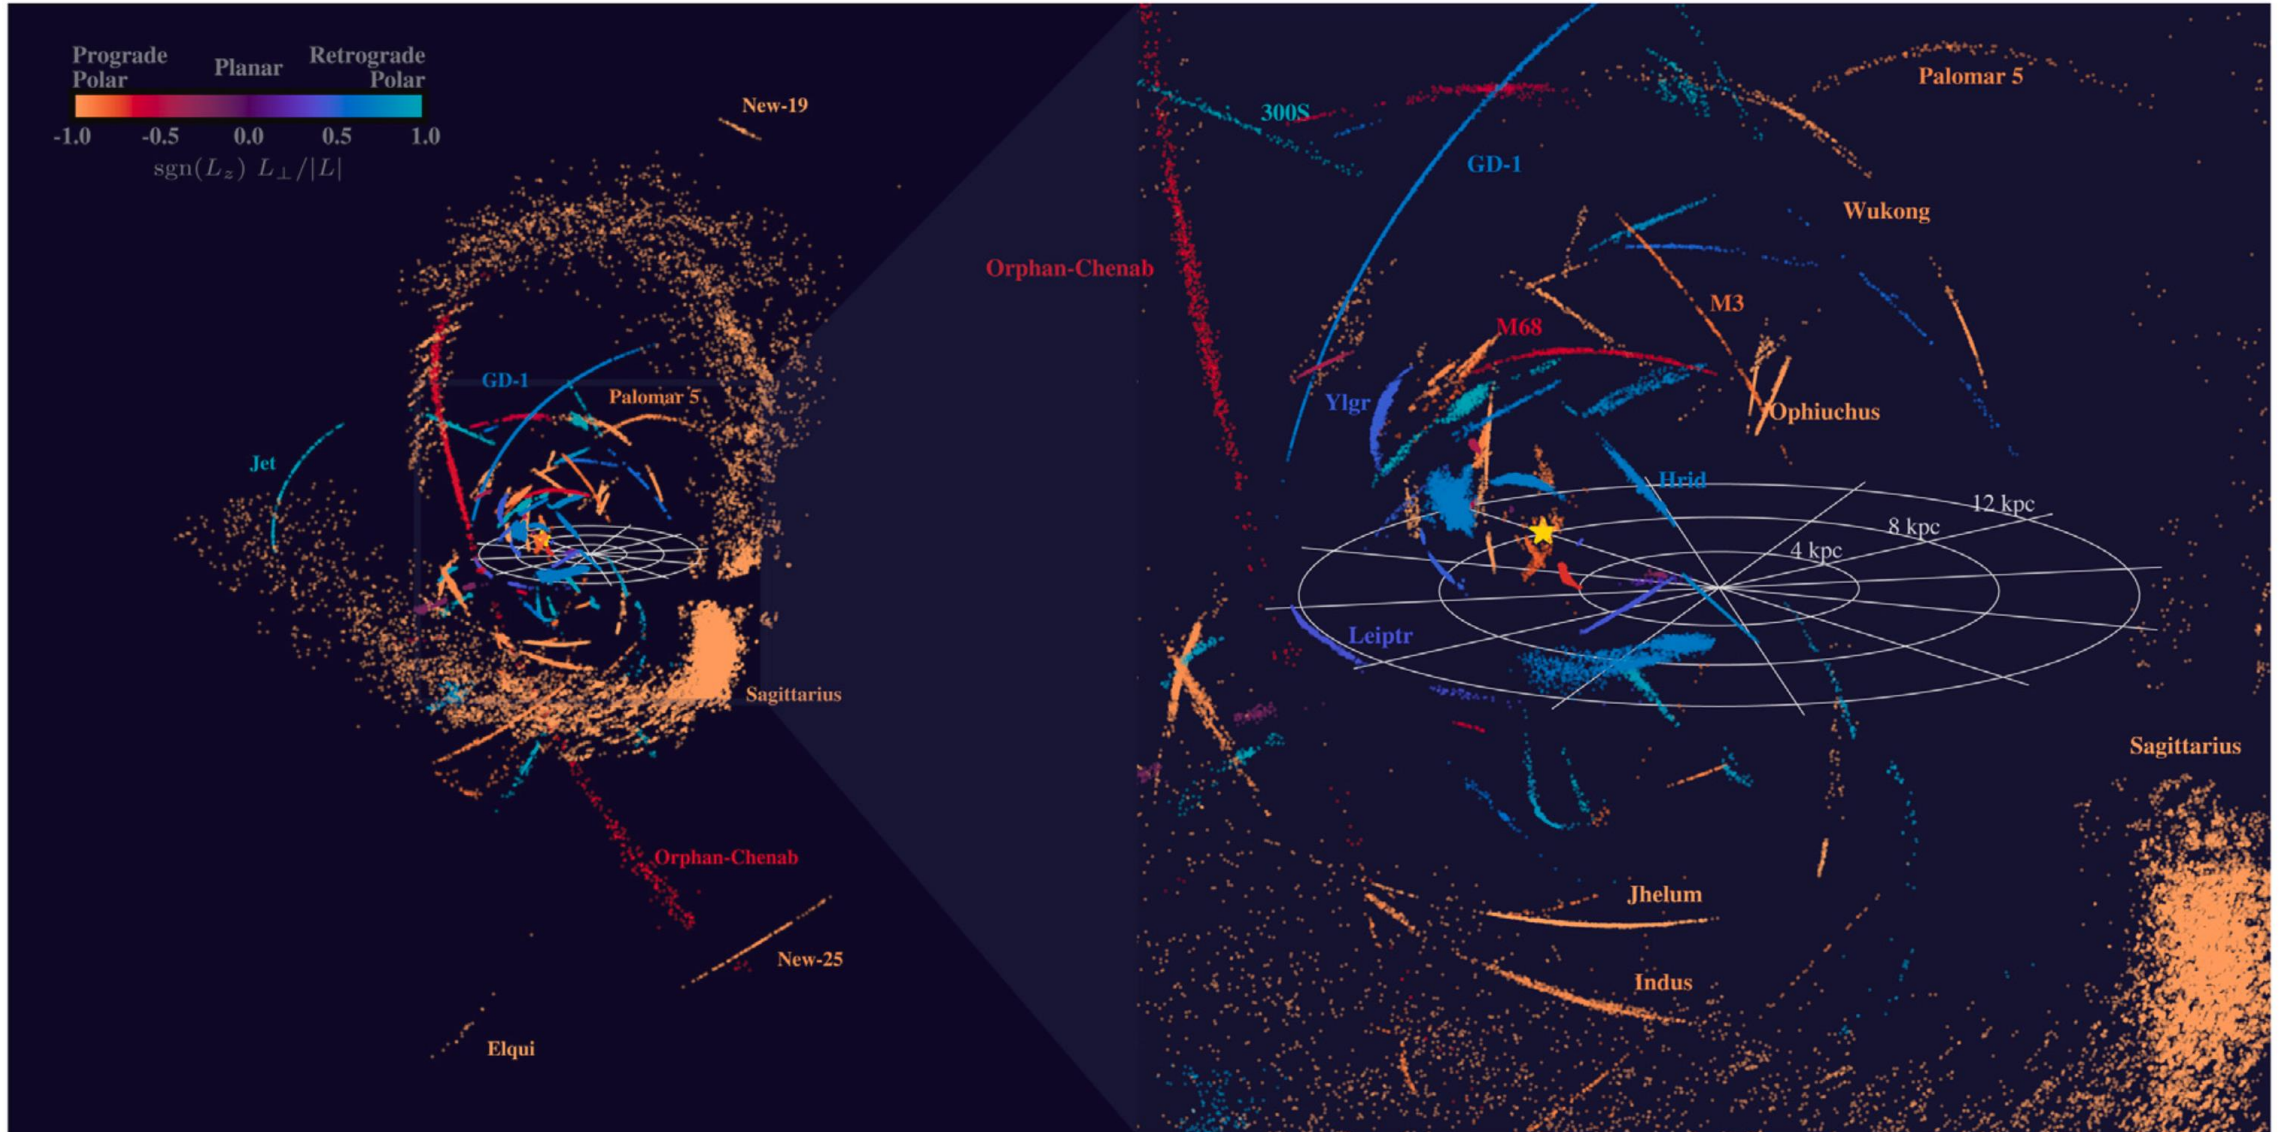 Prograde Polar
Planar
Retrograde Polar
-1.0 -0.5 0.0 0.5 1.0
sgn(L_z) L_⊥/|L|
New-19
GD-1
Palomar 5
Jet
Sagittarius
Orphan-Chenab
New-25
Elqui
Palomar 5
300S
GD-1
Wukong
Orphan-Chenab
M3
M68
Ylgr
Ophiuchus
Hrid
12 kpc
8 kpc
4 kpc
Leiptr
Sagittarius
Jhelum
Indus